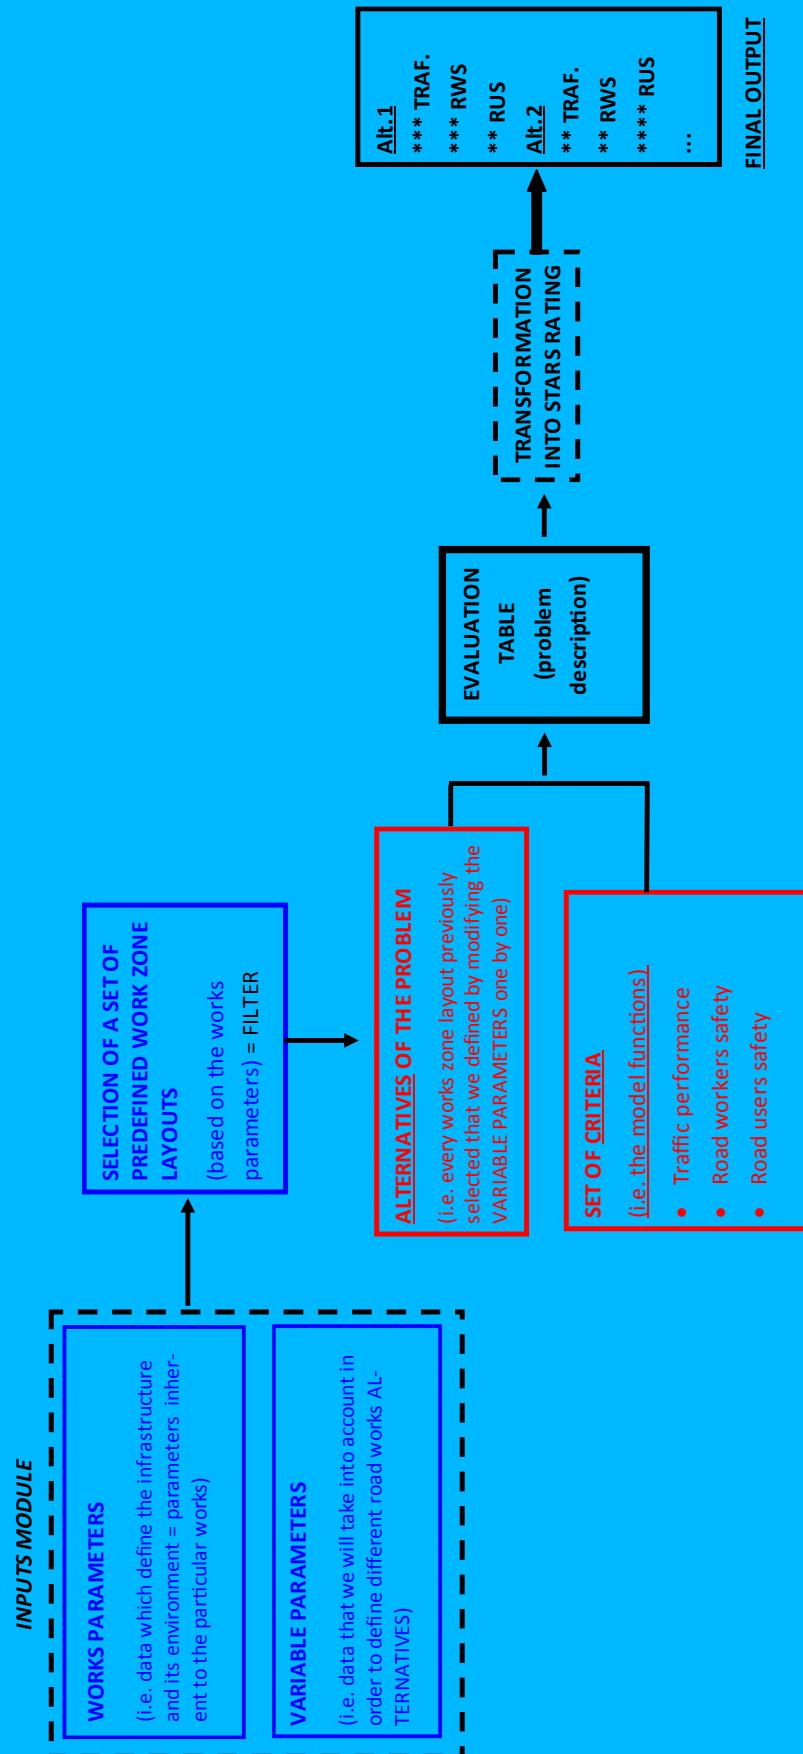 INPUTS MODULE
WORKS PARAMETERS
(i.e. data which define the infrastructure
and its environment = parameters inher-
ent to the particular works)
VARIABLE PARAMETERS
(i.e. data that we will take into account in
order to define different road works AL-
TERNATIVES)
SELECTION OF A SET OF
PREDEFINED WORK ZONE
LAYOUTS
(based on the works
parameters) = FILTER
ALTERNATIVES OF THE PROBLEM
(i.e. every works zone layout previously
selected that we defined by modifying the
VARIABLE PARAMETERS one by one)
SET OF CRITERIA
(i.e. the model functions)
• Traffic performance
• Road workers safety
• Road users safety
EVALUATION
TABLE
(problem
description)
TRANSFORMATION
INTO STARS RATING
Alt.1
*** TRAF.
*** RWS
** RUS
Alt.2
** TRAF.
** RWS
**** RUS
...
FINAL OUTPUT